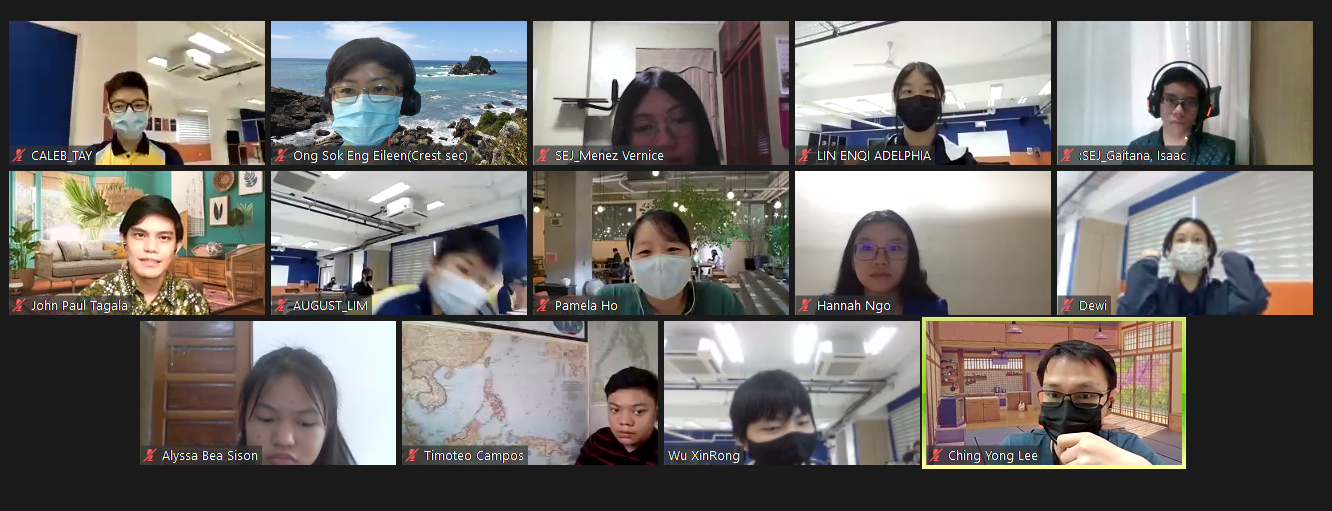 CALEB_TAY
Ong Sok Eng Eileen(Crest sec)
SEJ_Menez Vernice
LIN ENQI ADELPHIA
:SEJ_Gaitana, Isaac
John Paul Tagala
AUGUST_LIM
Pamela Ho
Hannah Ngo
Dewi
Alyssa Bea Sison
Timoteo Campos
Wu XinRong
Ching Yong Lee